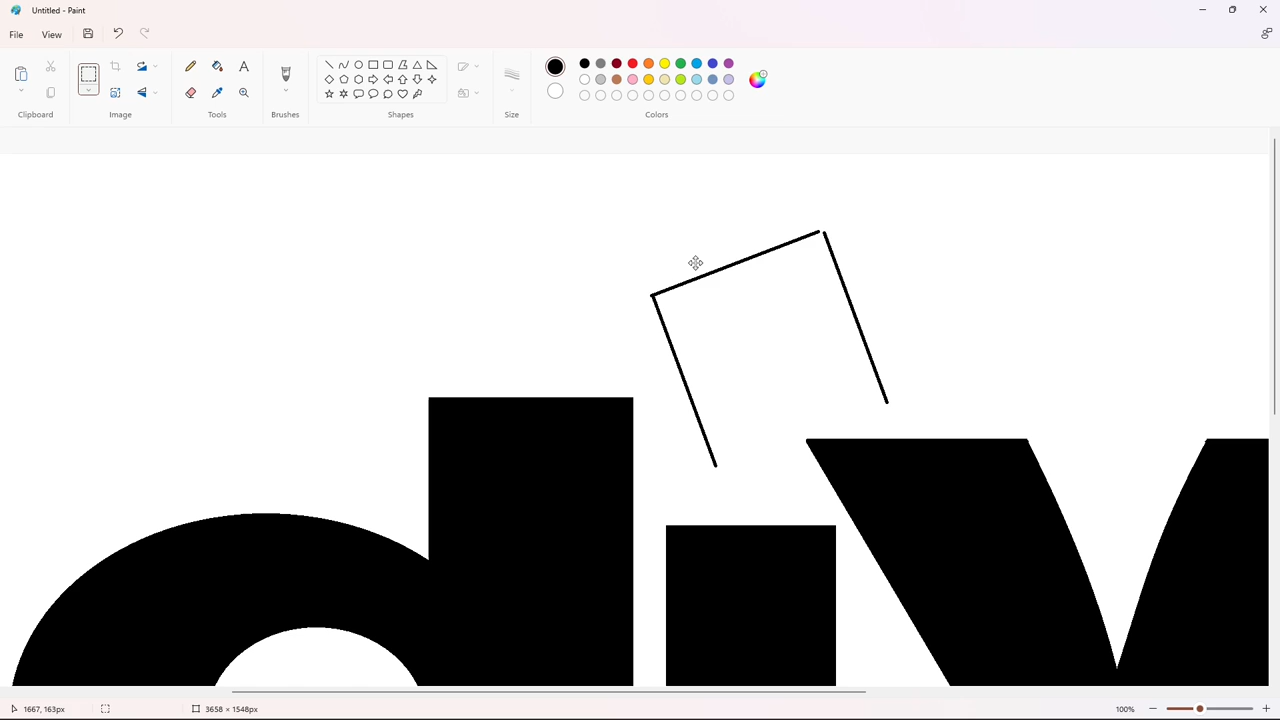 Untitled - Paint
File View
Clipboard Image Tools Brushes Shapes Size Colors
div
1667, 163px 3658 × 1548px 100%